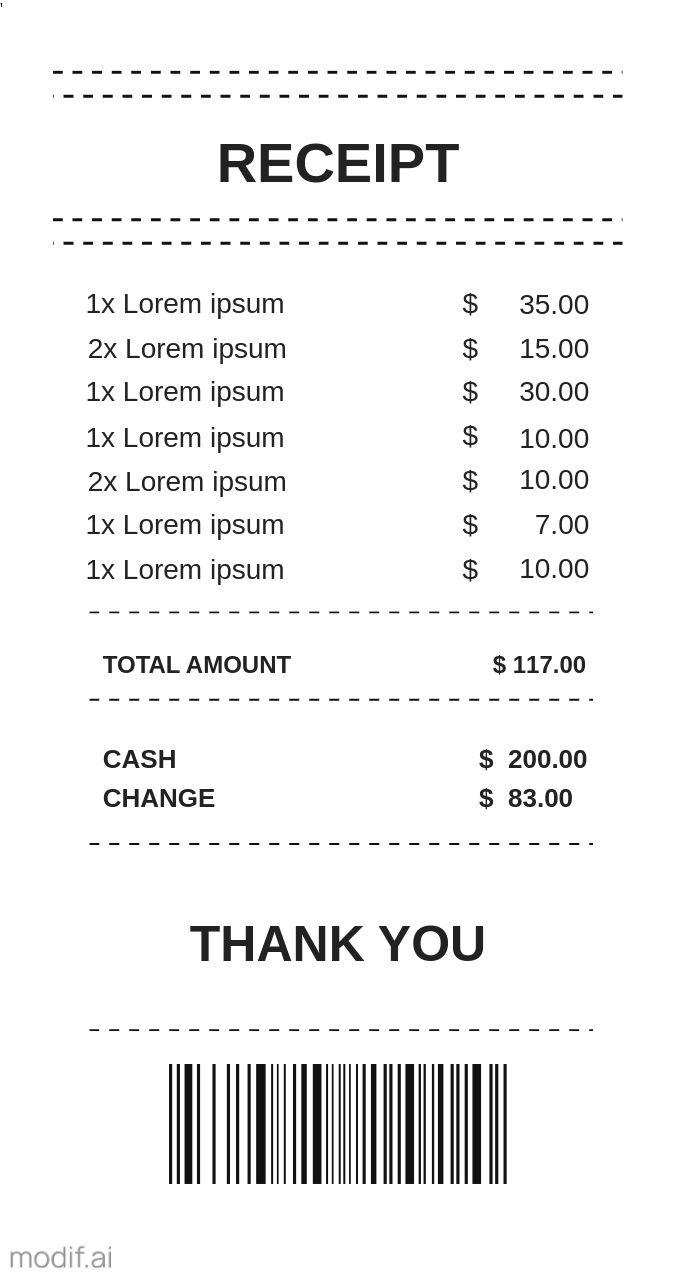 RECEIPT
1x Lorem ipsum $ 35.00
2x Lorem ipsum $ 15.00
1x Lorem ipsum $ 30.00
1x Lorem ipsum $ 10.00
2x Lorem ipsum $ 10.00
1x Lorem ipsum $ 7.00
1x Lorem ipsum $ 10.00
TOTAL AMOUNT $ 117.00
CASH $ 200.00
CHANGE $ 83.00
THANK YOU
modif.ai